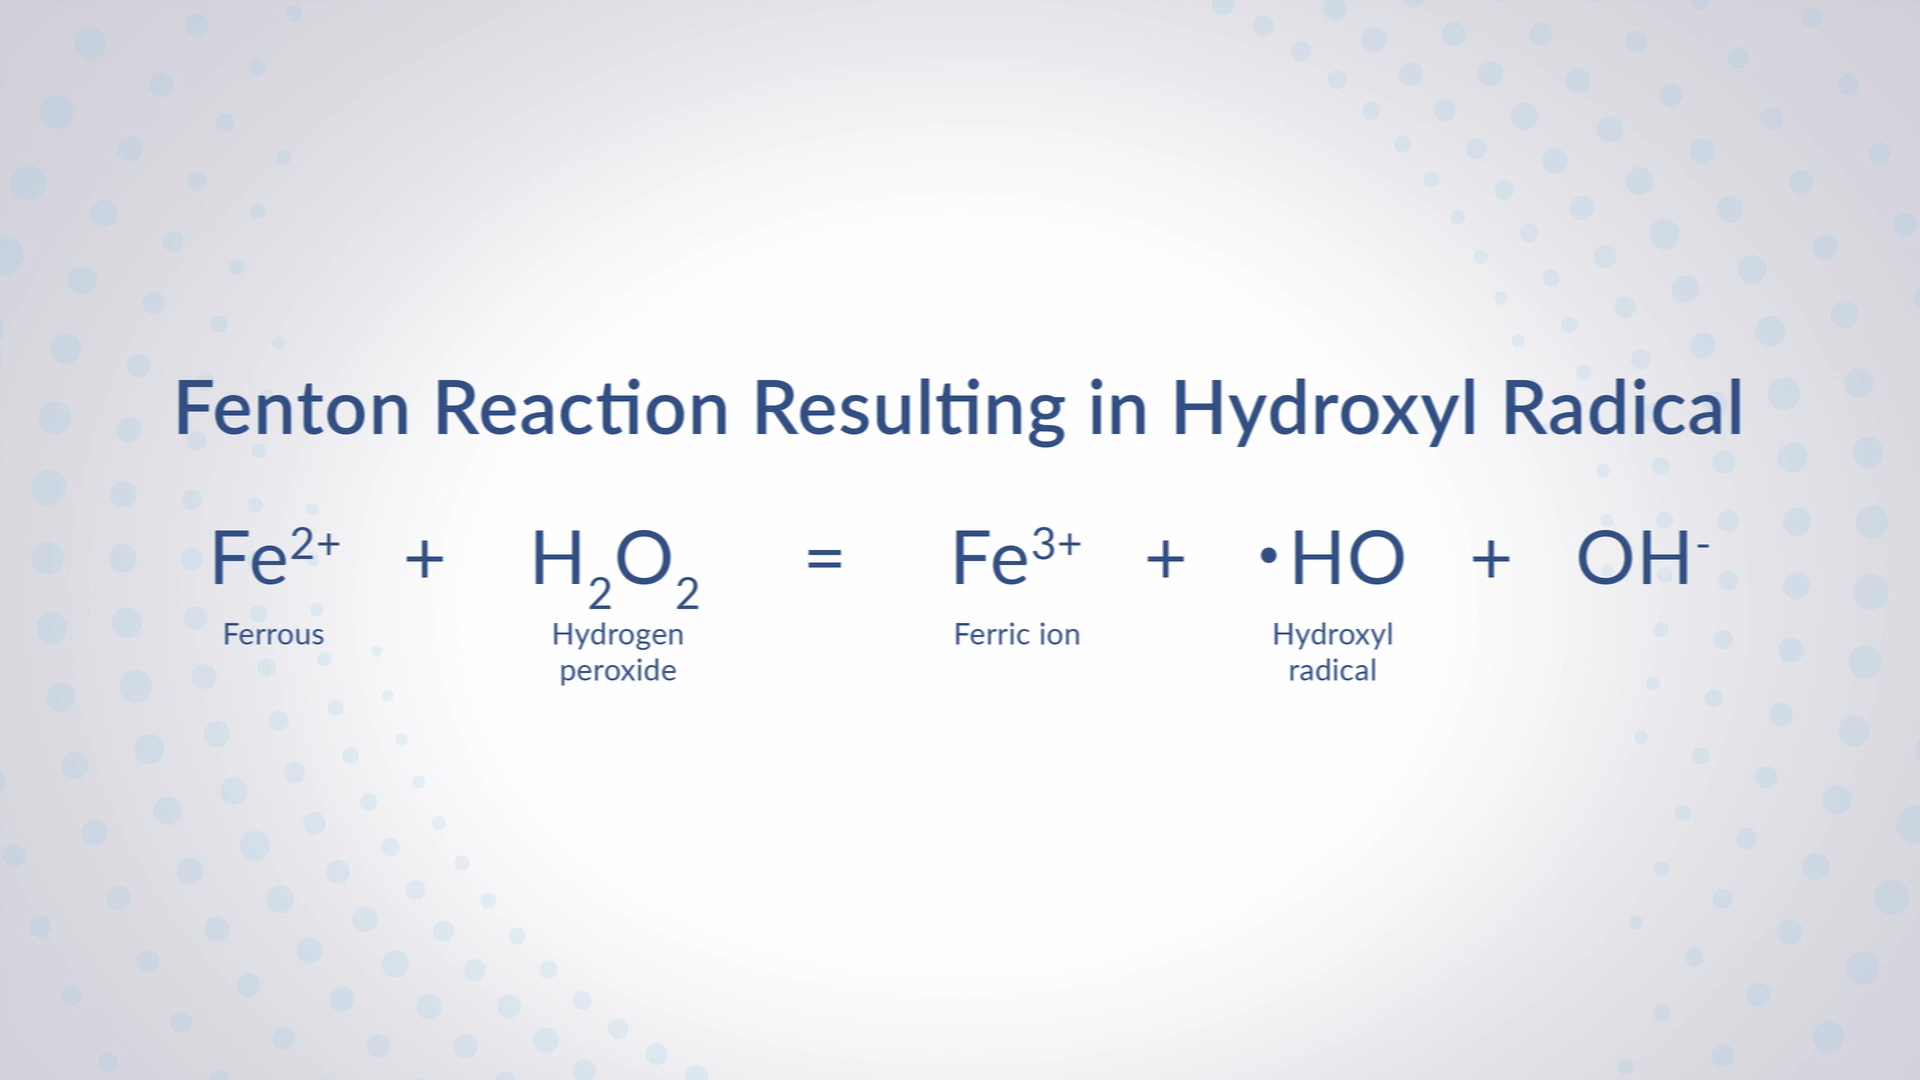 Fenton Reaction Resulting in Hydroxyl Radical
Fe²⁺ + H₂O₂ = Fe³⁺ + •HO + OH⁻
Ferrous Hydrogen peroxide Ferric ion Hydroxyl radical